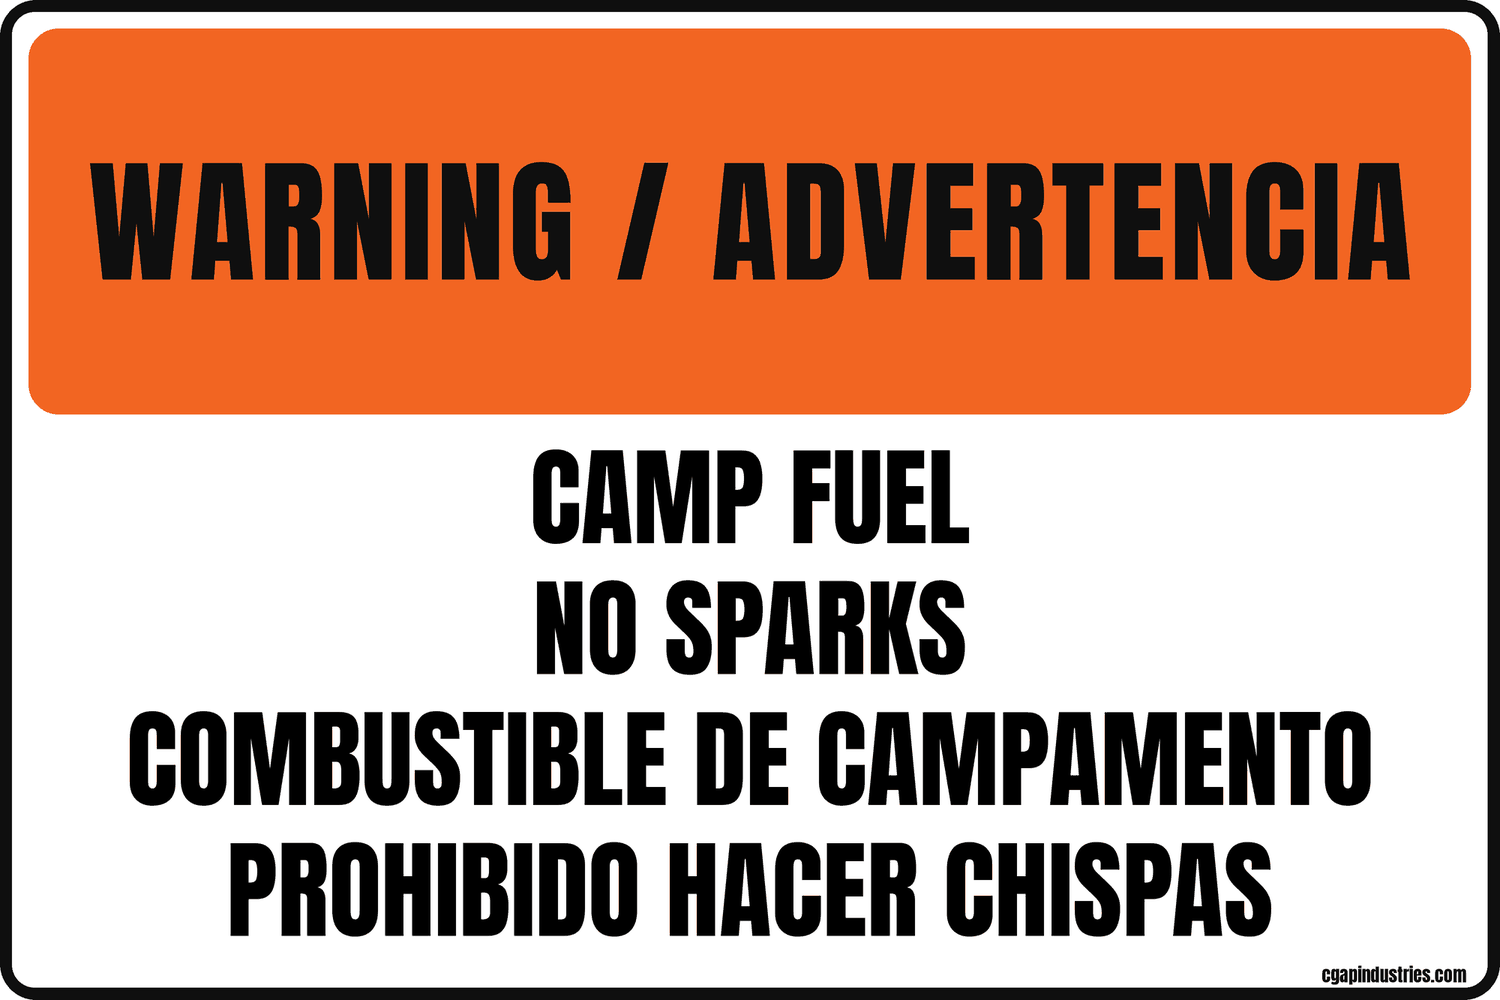 WARNING / ADVERTENCIA
CAMP FUEL
NO SPARKS
COMBUSTIBLE DE CAMPAMENTO
PROHIBIDO HACER CHISPAS
cgapindustries.com